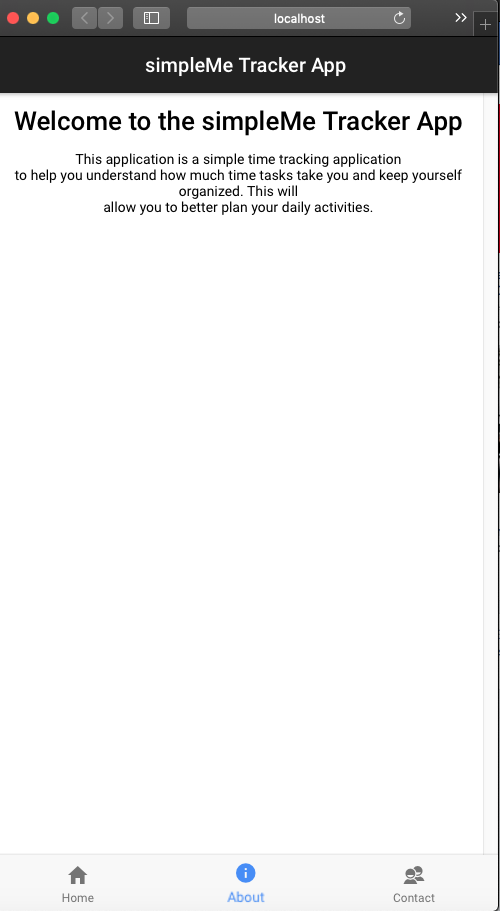 localhost
simpleMe Tracker App
Welcome to the simpleMe Tracker App
This application is a simple time tracking application
to help you understand how much time tasks take you and keep yourself
organized. This will
allow you to better plan your daily activities.
Home
About
Contact